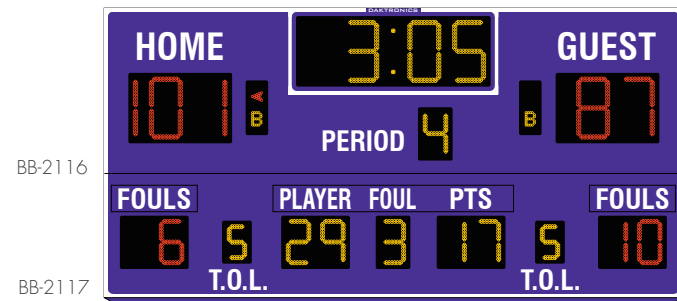 DAKTRONICS
HOME 3:05 GUEST
101 B 87 B
PERIOD 4
BB-2116
FOULS PLAYER FOUL PTS FOULS
6 5 29 3 17 5 10
T.O.L. T.O.L.
BB-2117